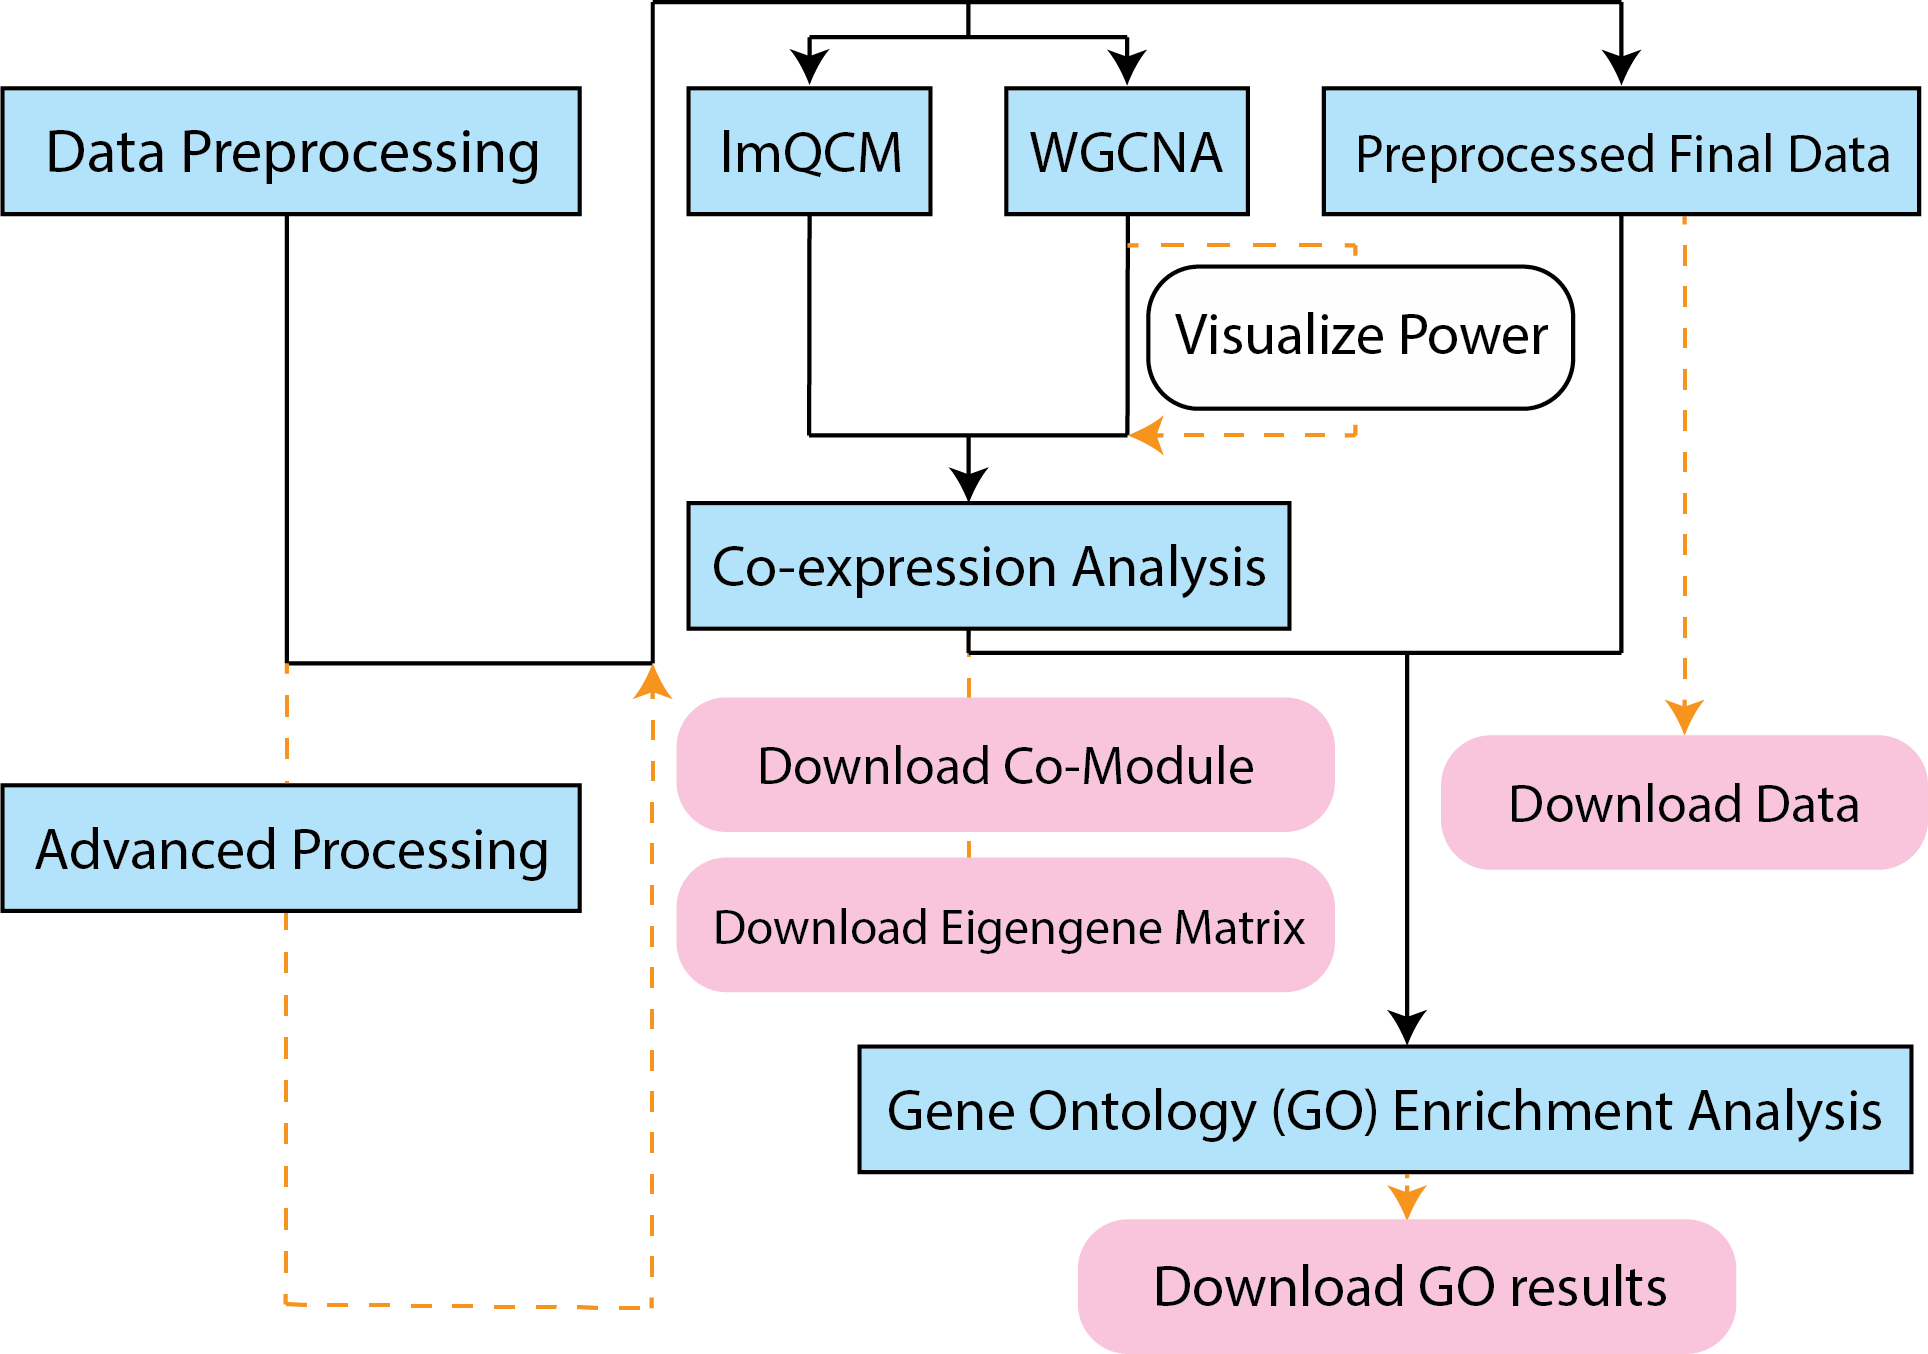 Data Preprocessing
lmQCM
WGCNA
Preprocessed Final Data
Visualize Power
Co-expression Analysis
Download Co-Module
Download Data
Advanced Processing
Download Eigengene Matrix
Gene Ontology (GO) Enrichment Analysis
Download GO results